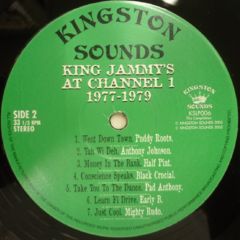 KINGSTON
SOUNDS
KING JAMMY'S
AT CHANNEL 1
1977-1979
SIDE 2
33 1/3 RPM
STEREO
KINGSTON
SOUNDS
KSLP006
1. Went Down Town. Puddy Roots.
2. Yah Wi Deh. Anthony Johnson.
3. Money In The Bank. Half Pint.
4. Conscience Speaks. Black Crucial.
5. Take You To The Dance. Pad Anthony.
6. Learn Fi Drive. Early B.
7. Just Cool. Mighty Rudo.